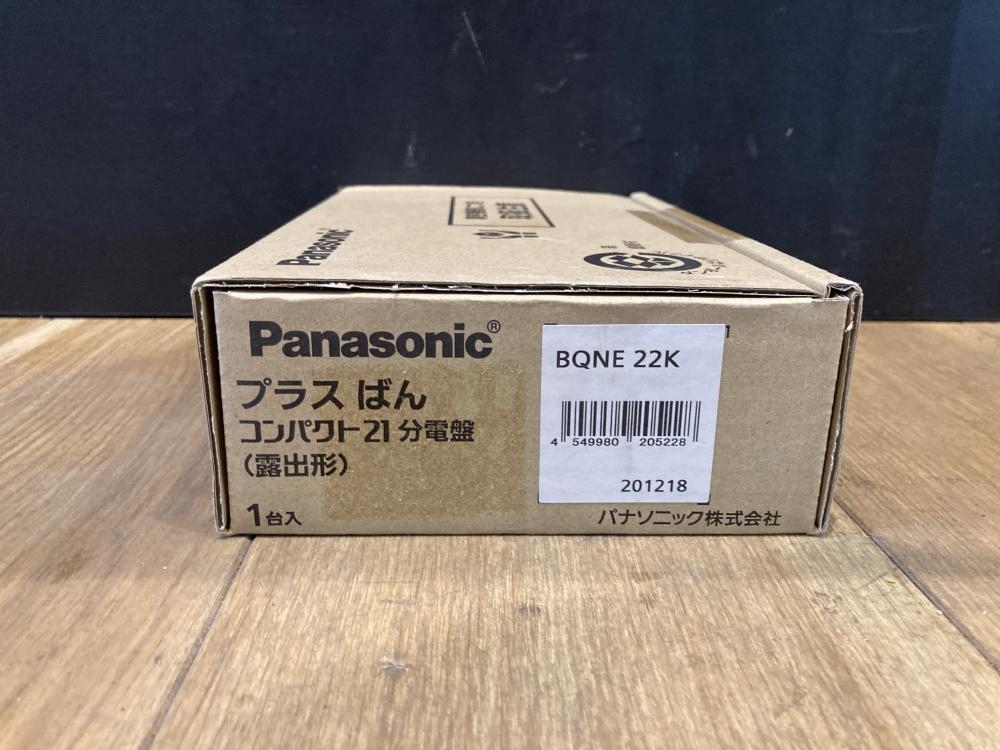 Panasonic
Panasonic®
プラス ばん
コンパクト21 分電盤
(露出形)
1台入
BQNE 22K
4 549980 205228
201218
パナソニック株式会社